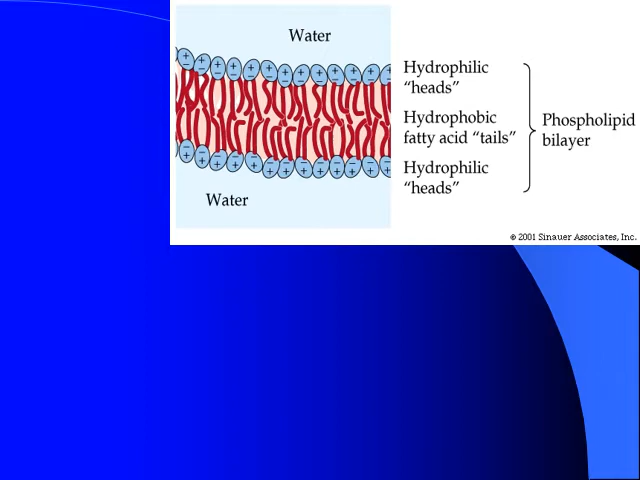 Water
Hydrophilic
“heads”
Hydrophobic
fatty acid “tails”
Phospholipid
bilayer
Hydrophilic
“heads”
Water
© 2001 Sinauer Associates, Inc.